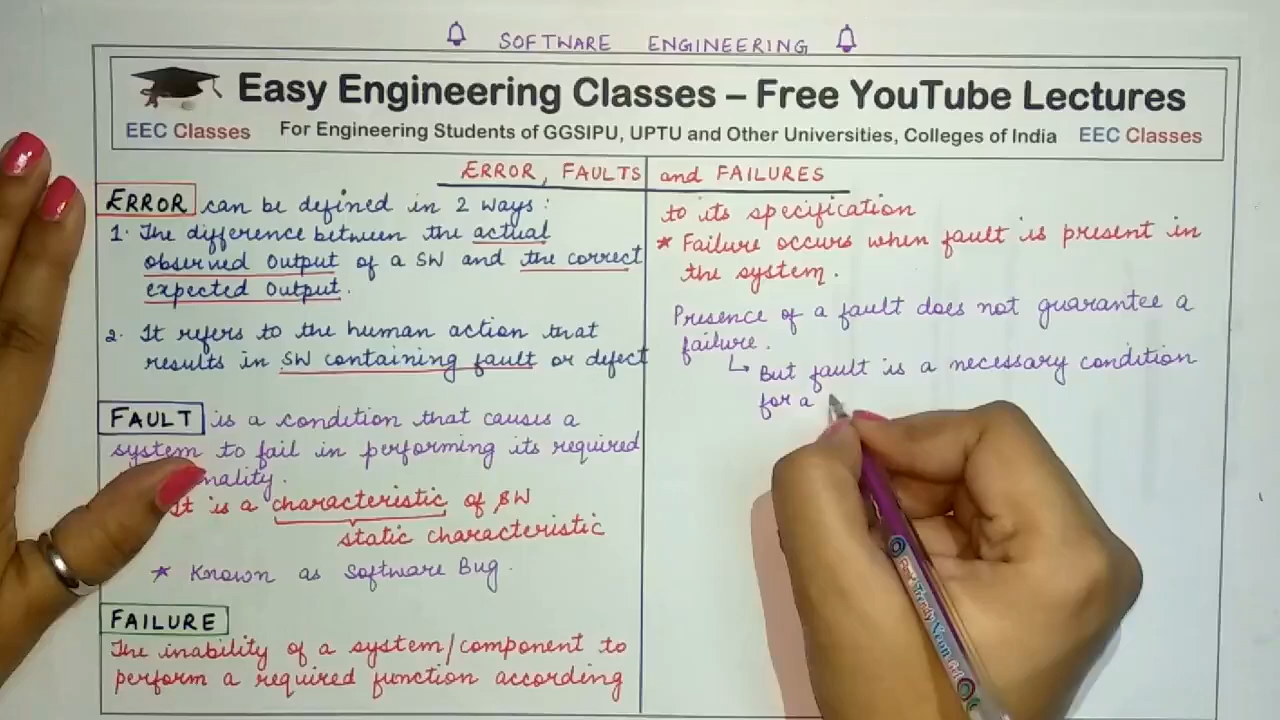 SOFTWARE ENGINEERING
Easy Engineering Classes – Free YouTube Lectures
EEC Classes For Engineering Students of GGSIPU, UPTU and Other Universities, Colleges of India EEC Classes
ERROR, FAULTS and FAILURES
ERROR can be defined in 2 ways:
1. The difference between the actual
observed output of a SW and the correct
expected output.
2. It refers to the human action that
results in SW containing fault or defect
FAULT is a condition that causes a
system to fail in performing its required
nality.
It is a characteristic of SW
static characteristic
* Known as Software Bug.
FAILURE
The inability of a system/component to
perform a required function according
to its specification
* Failure occurs when fault is present in
the system.
Presence of a fault does not guarantee a
failure.
But fault is a necessary condition
for a